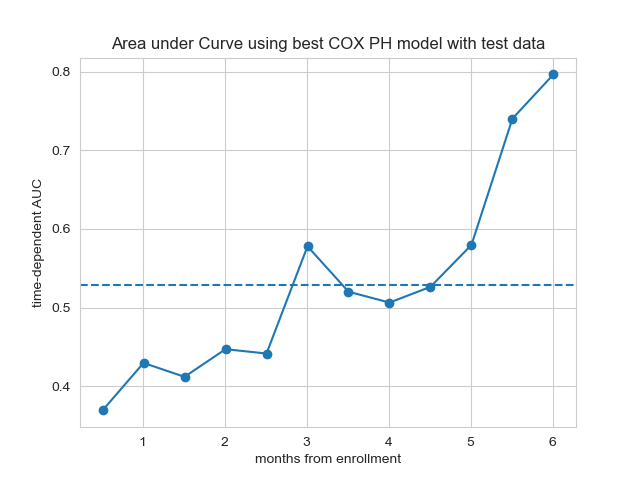 Area under Curve using best COX PH model with test data
0.8
0.7
0.6
0.5
0.4
time-dependent AUC
1 2 3 4 5 6
months from enrollment